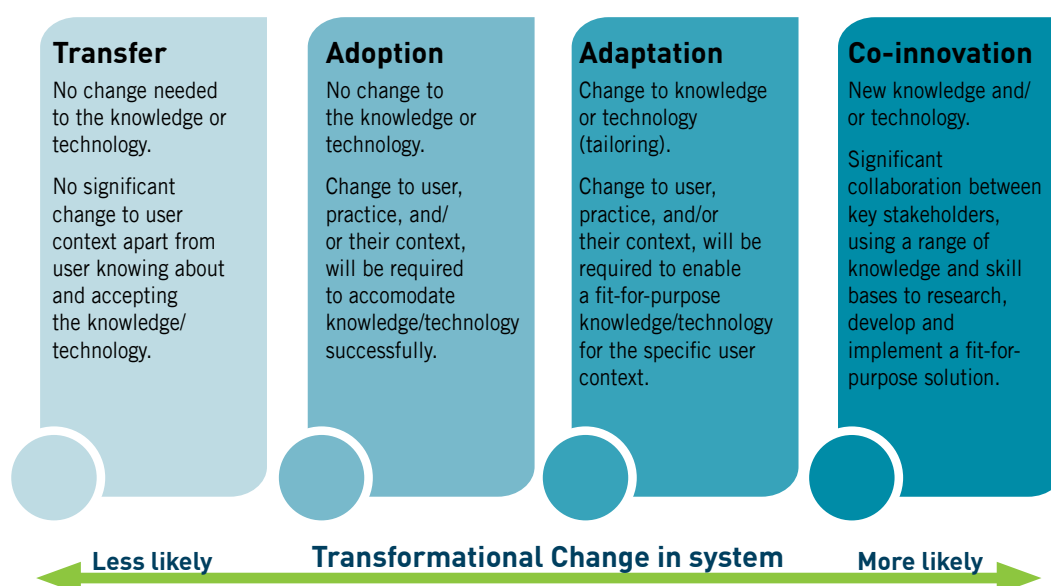 Transfer
No change needed
to the knowledge or
technology.
No significant
change to user
context apart from
user knowing about
and accepting
the knowledge/
technology.
Adoption
No change to
the knowledge or
technology.
Change to user,
practice, and/
or their context,
will be required
to accomodate
knowledge/technology
successfully.
Adaptation
Change to knowledge
or technology
(tailoring).
Change to user,
practice, and/or
their context, will be
required to enable
a fit-for-purpose
knowledge/technology
for the specific user
context.
Co-innovation
New knowledge and/
or technology.
Significant
collaboration between
key stakeholders,
using a range of
knowledge and skill
bases to research,
develop and
implement a fit-for-
purpose solution.
Less likely
Transformational Change in system
More likely